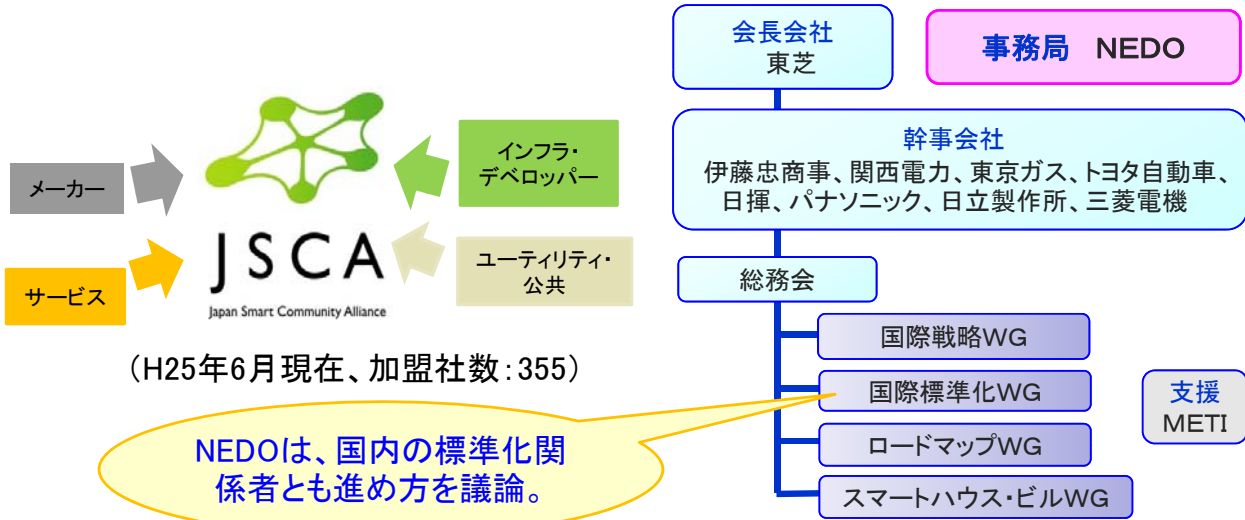 メーカー
サービス
JSCA
Japan Smart Community Alliance
インフラ・
デベロッパー
ユーティリティ・
公共
(H25年6月現在、加盟社数:355)
NEDOは、国内の標準化関
係者とも進め方を議論。
会長会社
東芝
事務局 NEDO
幹事会社
伊藤忠商事、関西電力、東京ガス、トヨタ自動車、
日揮、パナソニック、日立製作所、三菱電機
総務会
国際戦略WG
国際標準化WG
ロードマップWG
スマートハウス・ビルWG
支援
METI